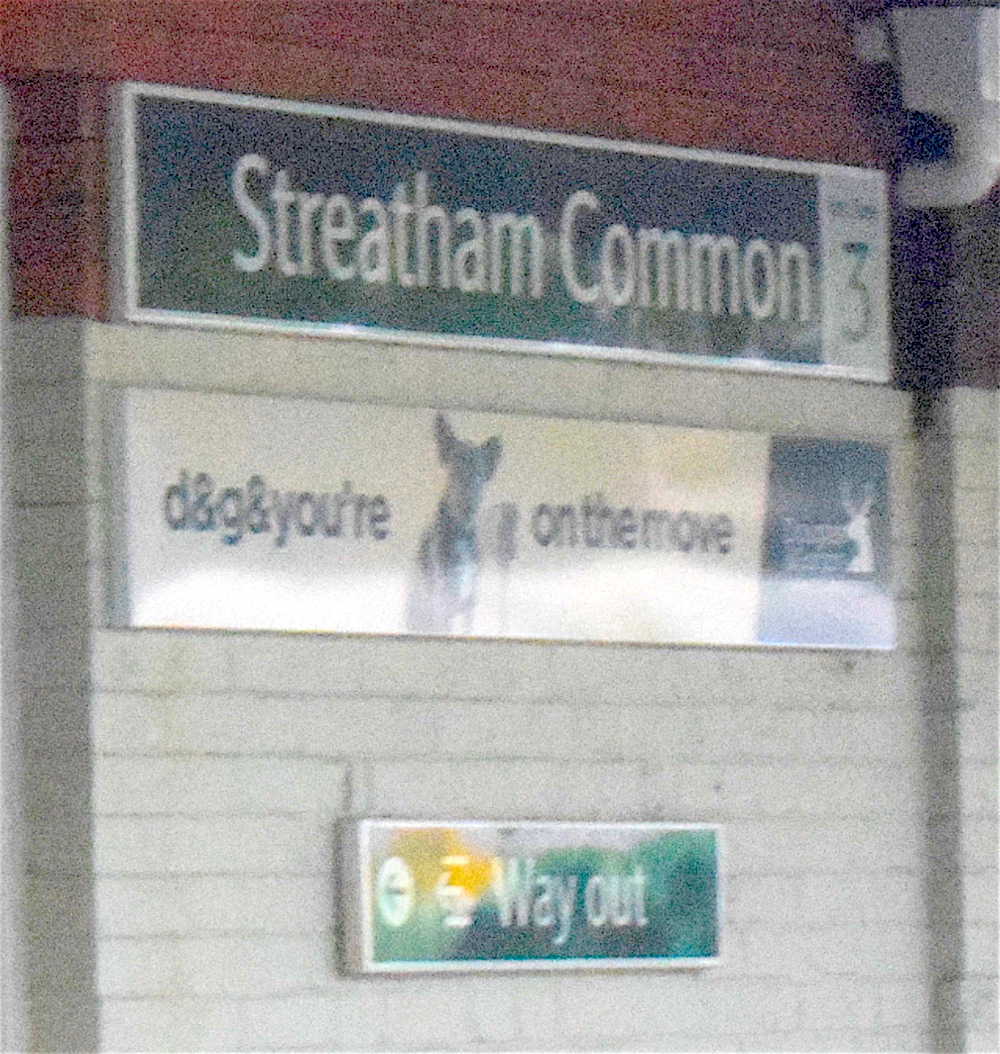 Streatham Common
3
d&g&you're onthemove
Way out